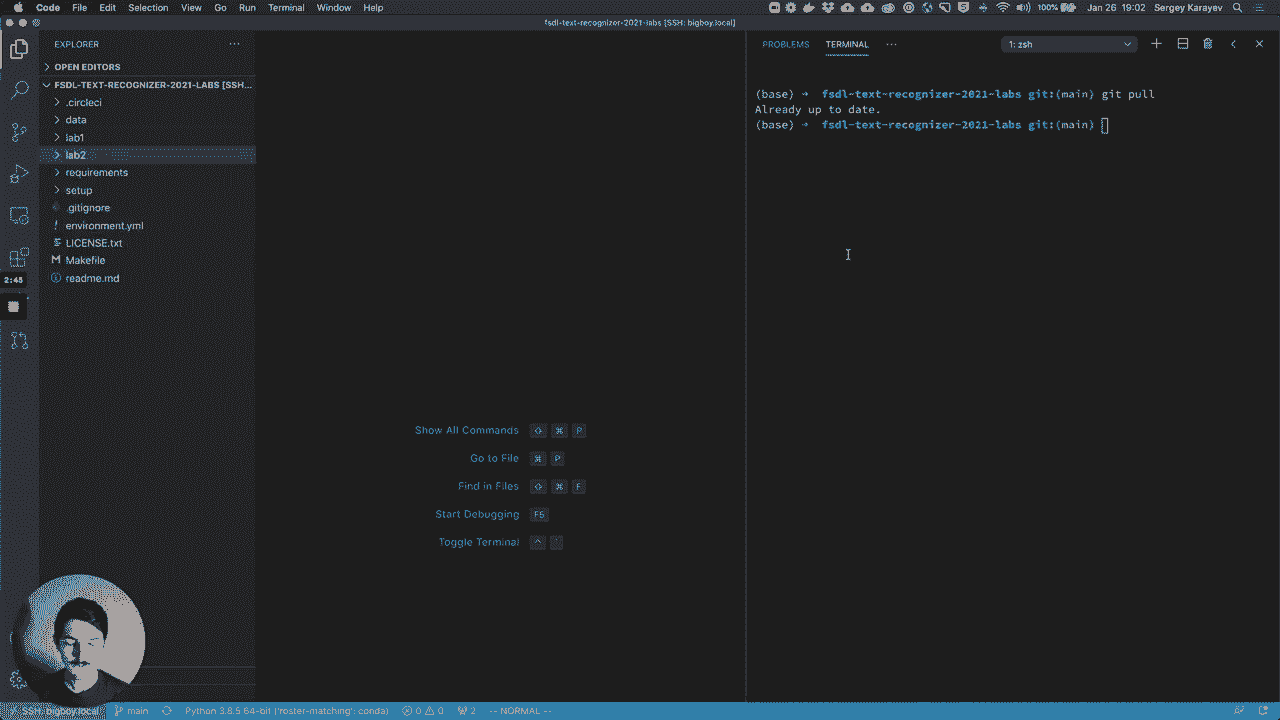 Code File Edit Selection View Go Run Terminal Window Help 100% Jan 26 19:02 Sergey Karayev
fsdl-text-recognizer-2021-labs [SSH: bigboy.local]
EXPLORER
OPEN EDITORS
FSDL-TEXT-RECOGNIZER-2021-LABS [SSH...
.circleci
data
lab1
lab2
requirements
setup
.gitignore
! environment.yml
LICENSE.txt
M Makefile
readme.md
2:45
Show All Commands ⇧ ⌘ P
Go to File ⌘ P
Find in Files ⇧ ⌘ F
Start Debugging F5
Toggle Terminal ^ `
PROBLEMS TERMINAL ··· 1: zsh
(base) → fsdl-text-recognizer-2021-labs git:(main) git pull
Already up to date.
(base) → fsdl-text-recognizer-2021-labs git:(main)
SSH: bigboy.local main Python 3.8.5 64-bit ('roster-matching': conda) 0 0 2 -- NORMAL --